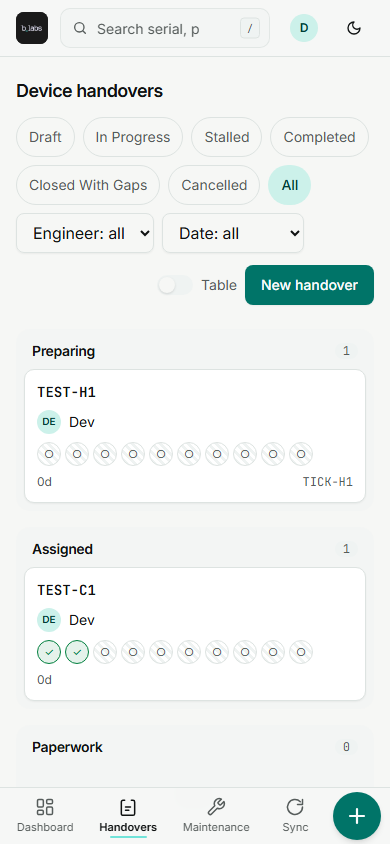 b_labs
Search serial, p
/
D
Device handovers
Draft
In Progress
Stalled
Completed
Closed With Gaps
Cancelled
All
Engineer: all
Date: all
Table
New handover
Preparing
1
TEST-H1
DE
Dev
0d
TICK-H1
Assigned
1
TEST-C1
DE
Dev
0d
Paperwork
0
Dashboard
Handovers
Maintenance
Sync